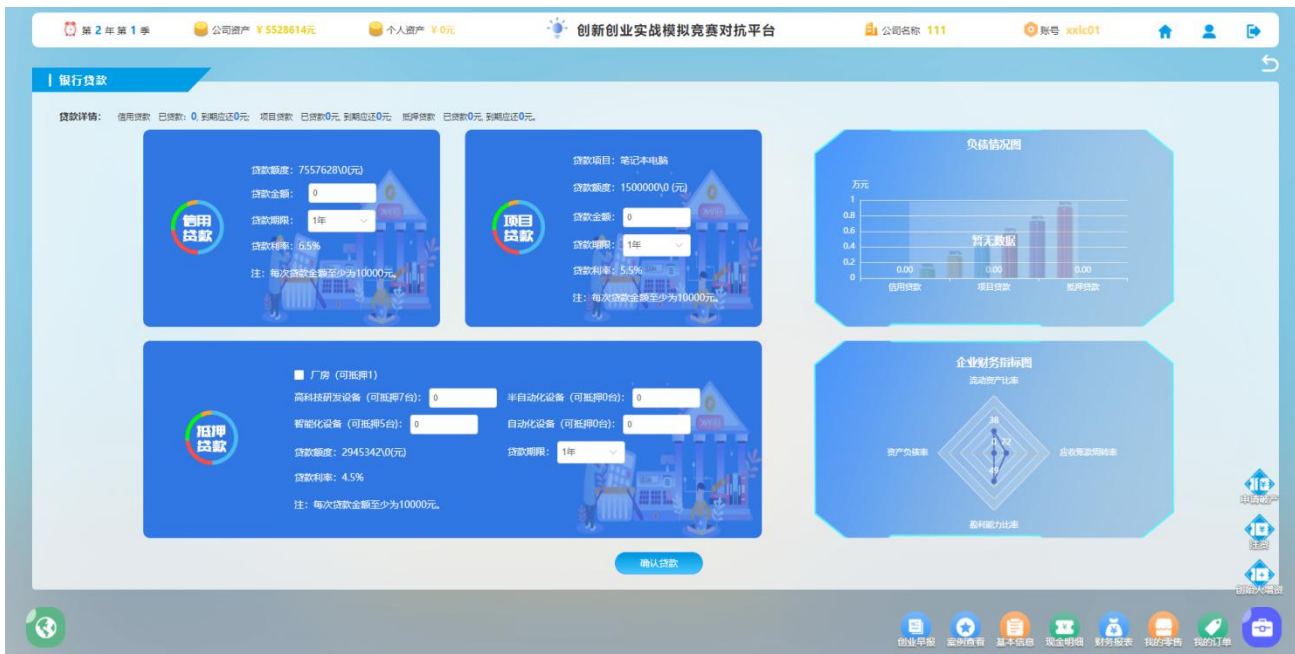 第 2 年第 1 季 公司资产 ¥ 5528614元 个人资产 ¥ 0元 创新创业实战模拟竞赛对抗平台 公司名称 111 账号 xxlc01
银行贷款
贷款详情: 信用贷款 已贷款: 0, 到期应还0元; 项目贷款 已贷款0元, 到期应还0元; 抵押贷款 已贷款0元, 到期应还0元。
信用贷款
贷款额度: 7557628\0(元)
贷款金额: 0
贷款期限: 1年
贷款利率: 6.5%
注: 每次贷款金额至少为10000元。
项目贷款
贷款项目: 笔记本电脑
贷款额度: 1500000\0 (元)
贷款金额: 0
贷款期限: 1年
贷款利率: 5.5%
注: 每次贷款金额至少为10000元。
负债情况图
万元
1
0.8
0.6
0.4
0.2
0
暂无数据
0.00 0.00 0.00
信用贷款 项目贷款 抵押贷款
抵押贷款
厂房 (可抵押1)
高科技研发设备 (可抵押7台): 0 半自动化设备 (可抵押0台): 0
智能化设备 (可抵押5台): 0 自动化设备 (可抵押0台): 0
贷款额度: 2945342\0(元) 贷款期限: 1年
贷款利率: 4.5%
注: 每次贷款金额至少为10000元。
企业财务指标图
流动资产比率
38
资产负债率 0 22 应收账款周转率
49
盈利能力比率
确认贷款
申请破产
注资
创始人增资
创业早报 案例查看 基本信息 现金明细 财务报表 我的零售 我的订单